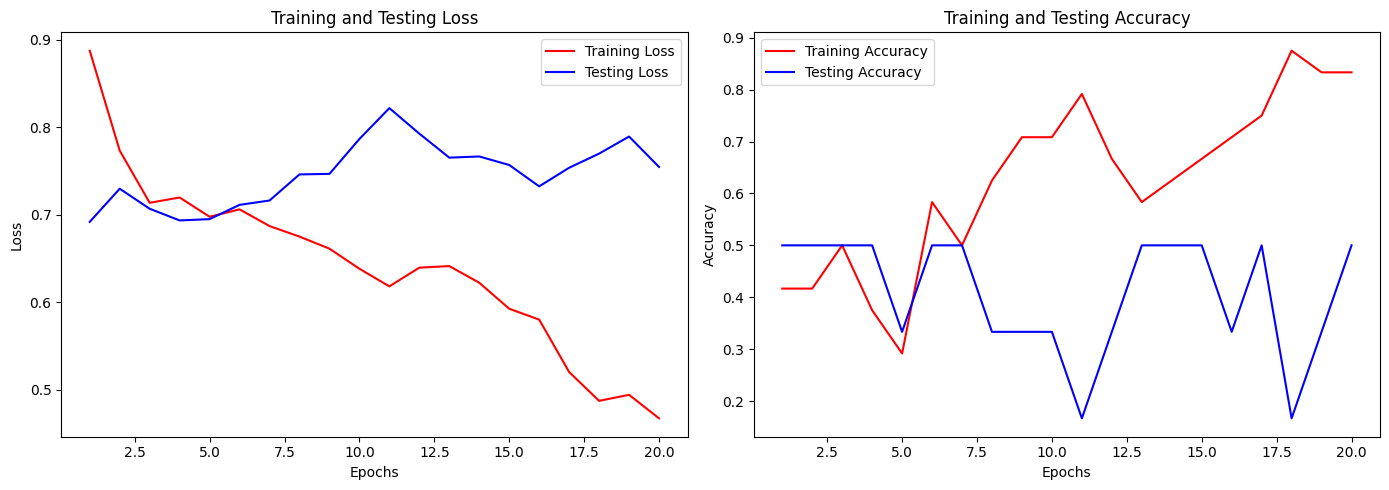 Training and Testing Loss
0.9
0.8
0.7
0.6
0.5
Loss
Training Loss
Testing Loss
2.5 5.0 7.5 10.0 12.5 15.0 17.5 20.0
Epochs
Training and Testing Accuracy
0.9
0.8
0.7
0.6
0.5
0.4
0.3
0.2
Accuracy
Training Accuracy
Testing Accuracy
2.5 5.0 7.5 10.0 12.5 15.0 17.5 20.0
Epochs